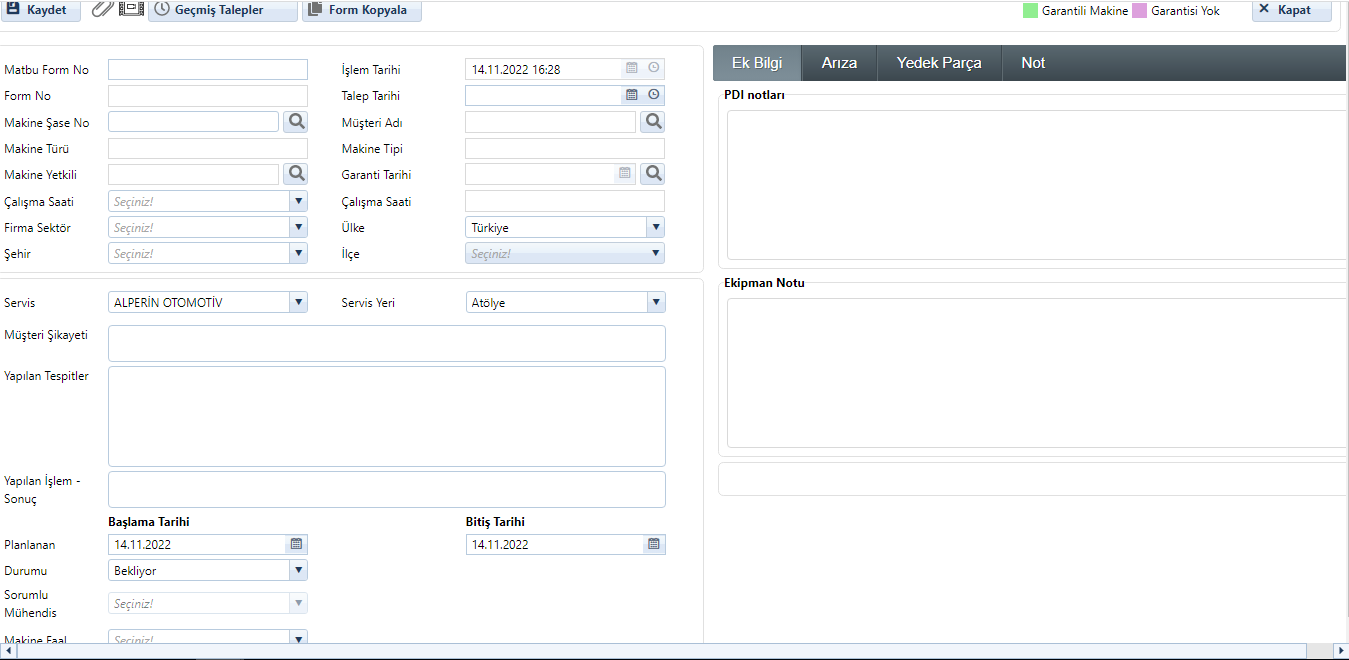 Kaydet Geçmiş Talepler Form Kopyala Garantili Makine Garantisi Yok Kapat
Matbu Form No İşlem Tarihi 14.11.2022 16:28
Form No Talep Tarihi
Makine Şase No Müşteri Adı
Makine Türü Makine Tipi
Makine Yetkili Garanti Tarihi
Çalışma Saati Seçiniz! Çalışma Saati
Firma Sektör Seçiniz! Ülke Türkiye
Şehir Seçiniz! İlçe Seçiniz!
Servis ALPERİN OTOMOTİV Servis Yeri Atölye
Müşteri Şikayeti
Yapılan Tespitler
Yapılan İşlem -
Sonuç
Başlama Tarihi Bitiş Tarihi
Planlanan 14.11.2022 14.11.2022
Durumu Bekliyor
Sorumlu
Mühendis Seçiniz!
Makine Faal Seçiniz!
Ek Bilgi Arıza Yedek Parça Not
PDI notları
Ekipman Notu